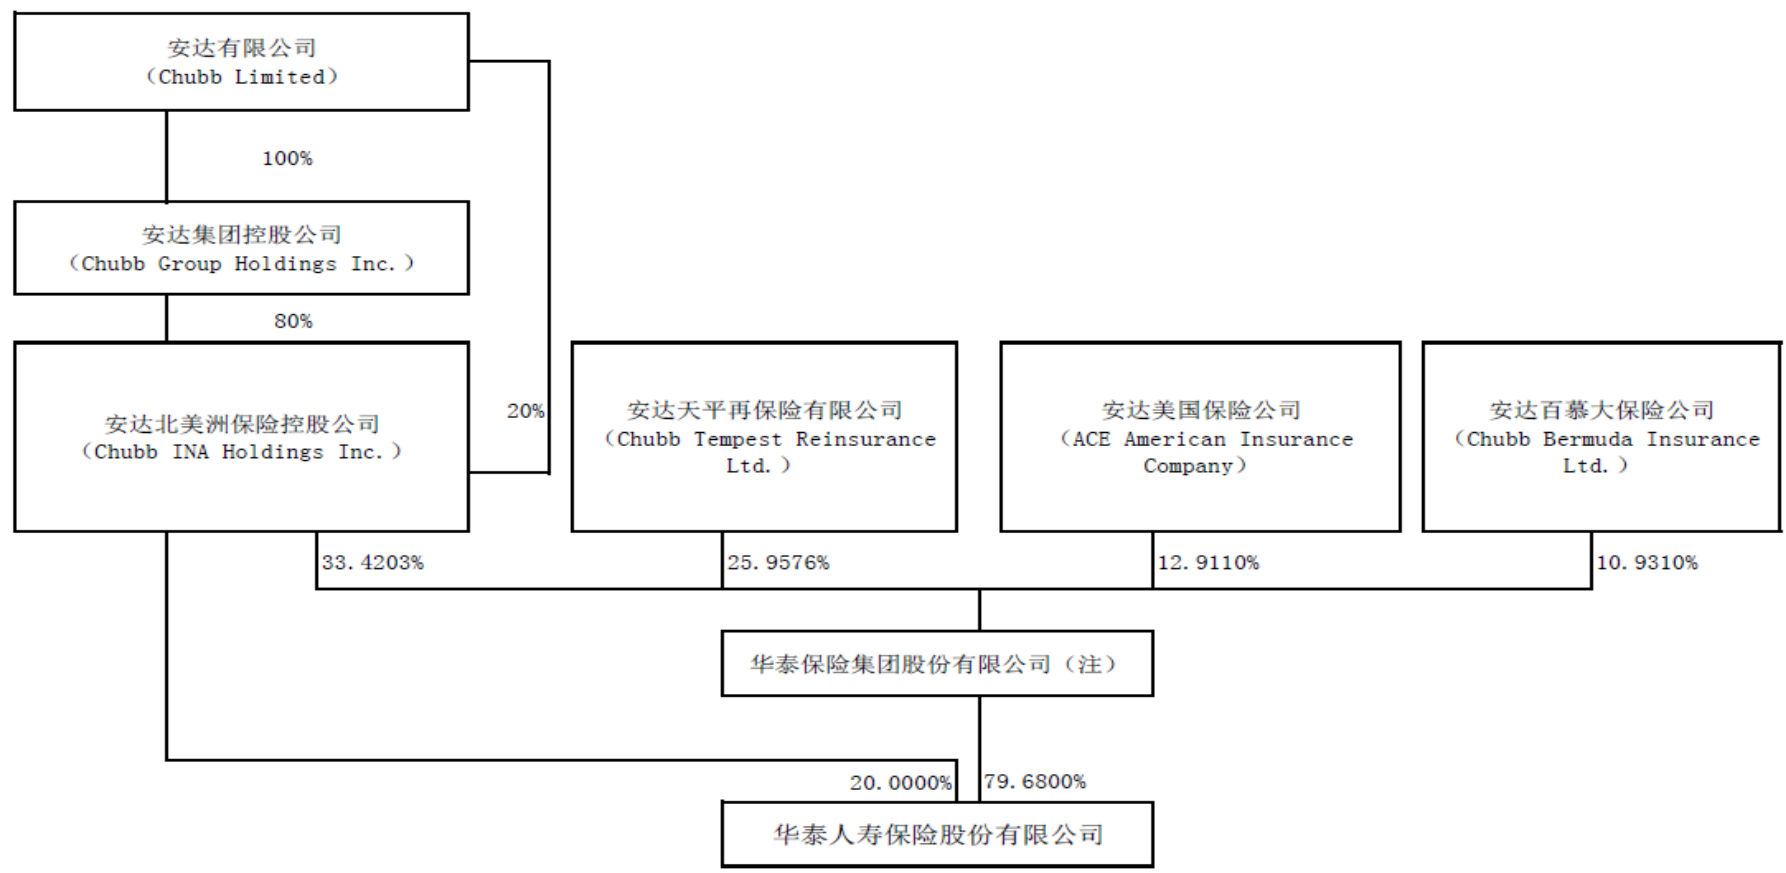 安达有限公司
（Chubb Limited）
100%
安达集团控股公司
（Chubb Group Holdings Inc.）
80%
安达北美洲保险控股公司
（Chubb INA Holdings Inc.）
20%
安达天平再保险有限公司
（Chubb Tempest Reinsurance
Ltd.）
安达美国保险公司
（ACE American Insurance
Company）
安达百慕大保险公司
（Chubb Bermuda Insurance
Ltd.）
33.4203%
25.9576%
12.9110%
10.9310%
华泰保险集团股份有限公司（注）
20.0000%
79.6800%
华泰人寿保险股份有限公司